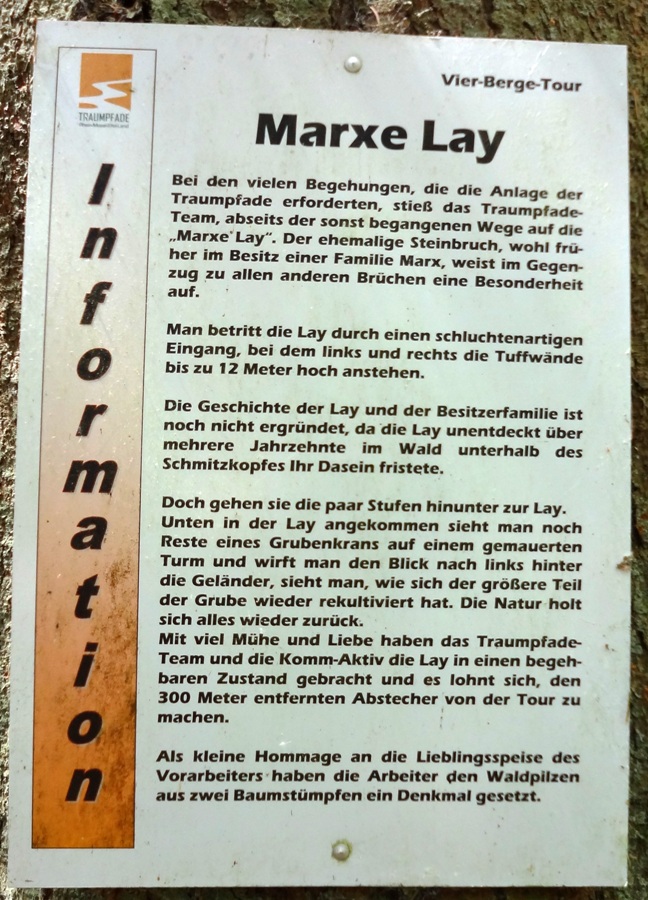 TRAUMPFADE
Information
Vier-Berge-Tour
Marxe Lay
Bei den vielen Begehungen, die die Anlage der
Traumpfade erforderten, stieß das Traumpfade-
Team, abseits der sonst begangenen Wege auf die
„Marxe Lay“. Der ehemalige Steinbruch, wohl frü-
her im Besitz einer Familie Marx, weist im Gegen-
zug zu allen anderen Brüchen eine Besonderheit
auf.
Man betritt die Lay durch einen schluchtenartigen
Eingang, bei dem links und rechts die Tuffwände
bis zu 12 Meter hoch anstehen.
Die Geschichte der Lay und der Besitzerfamilie ist
noch nicht ergründet, da die Lay unentdeckt über
mehrere Jahrzehnte im Wald unterhalb des
Schmitzkopfes Ihr Dasein fristete.
Doch gehen sie die paar Stufen hinunter zur Lay.
Unten in der Lay angekommen sieht man noch
Reste eines Grubenkrans auf einem gemauerten
Turm und wirft man den Blick nach links hinter
die Geländer, sieht man, wie sich der größere Teil
der Grube wieder rekultiviert hat. Die Natur holt
sich alles wieder zurück.
Mit viel Mühe und Liebe haben das Traumpfade-
Team und die Komm-Aktiv die Lay in einen begeh-
baren Zustand gebracht und es lohnt sich, den
300 Meter entfernten Abstecher von der Tour zu
machen.
Als kleine Hommage an die Lieblingsspeise des
Vorarbeiters haben die Arbeiter den Waldpilzen
aus zwei Baumstümpfen ein Denkmal gesetzt.